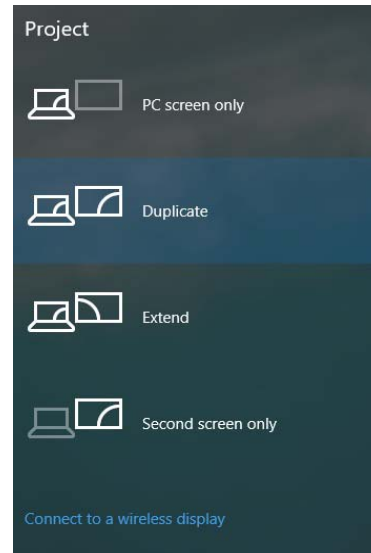 Project
PC screen only
Duplicate
Extend
Second screen only
Connect to a wireless display